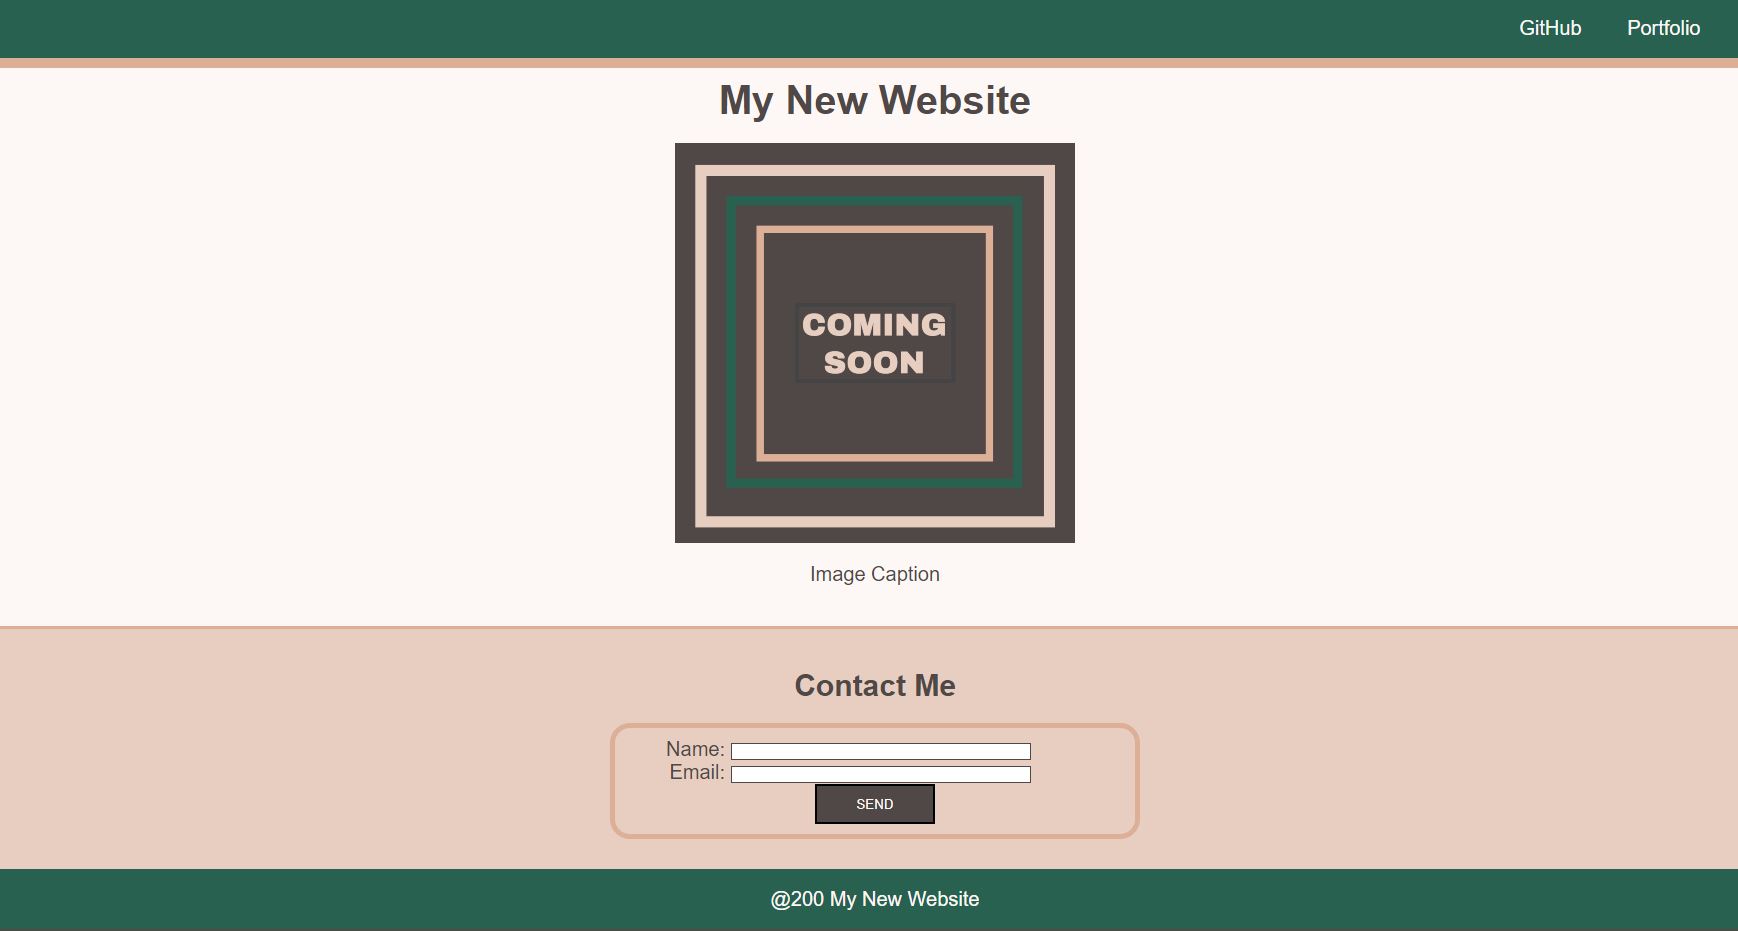 GitHub Portfolio
My New Website
COMING
SOON
Image Caption
Contact Me
Name:
Email:
SEND
@200 My New Website